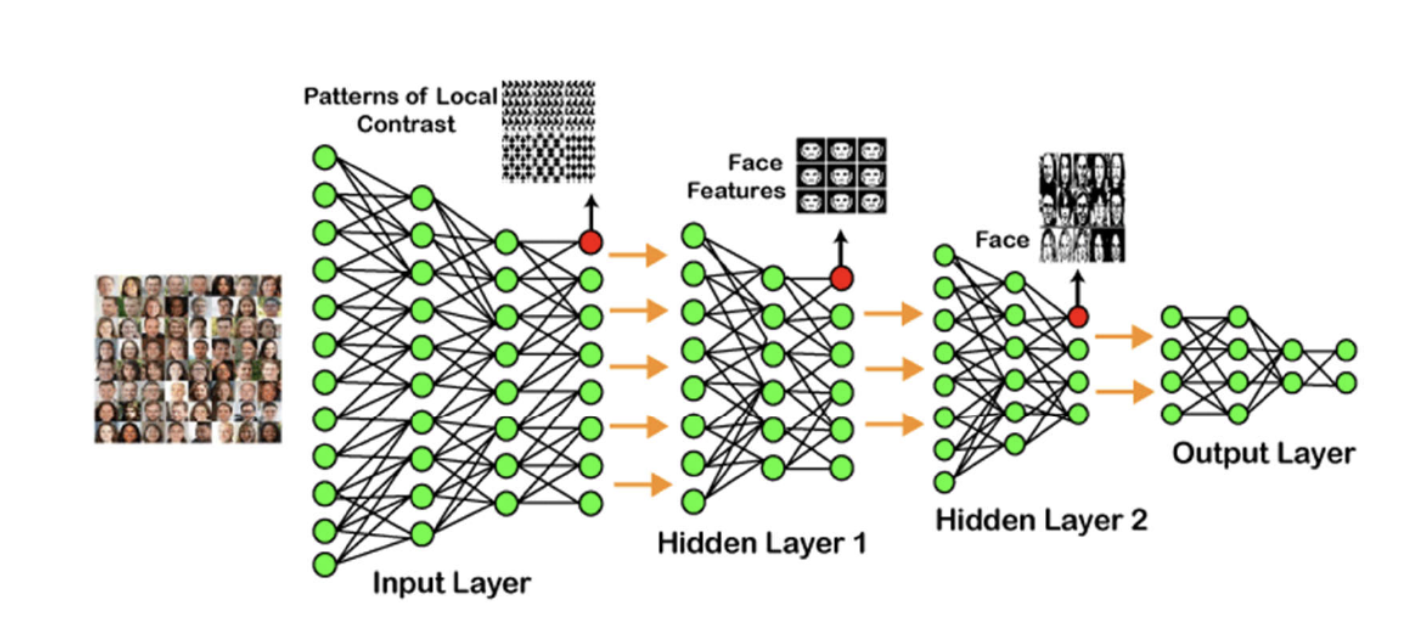 Patterns of Local
Contrast
Face
Features
Face
Input Layer
Hidden Layer 1
Hidden Layer 2
Output Layer